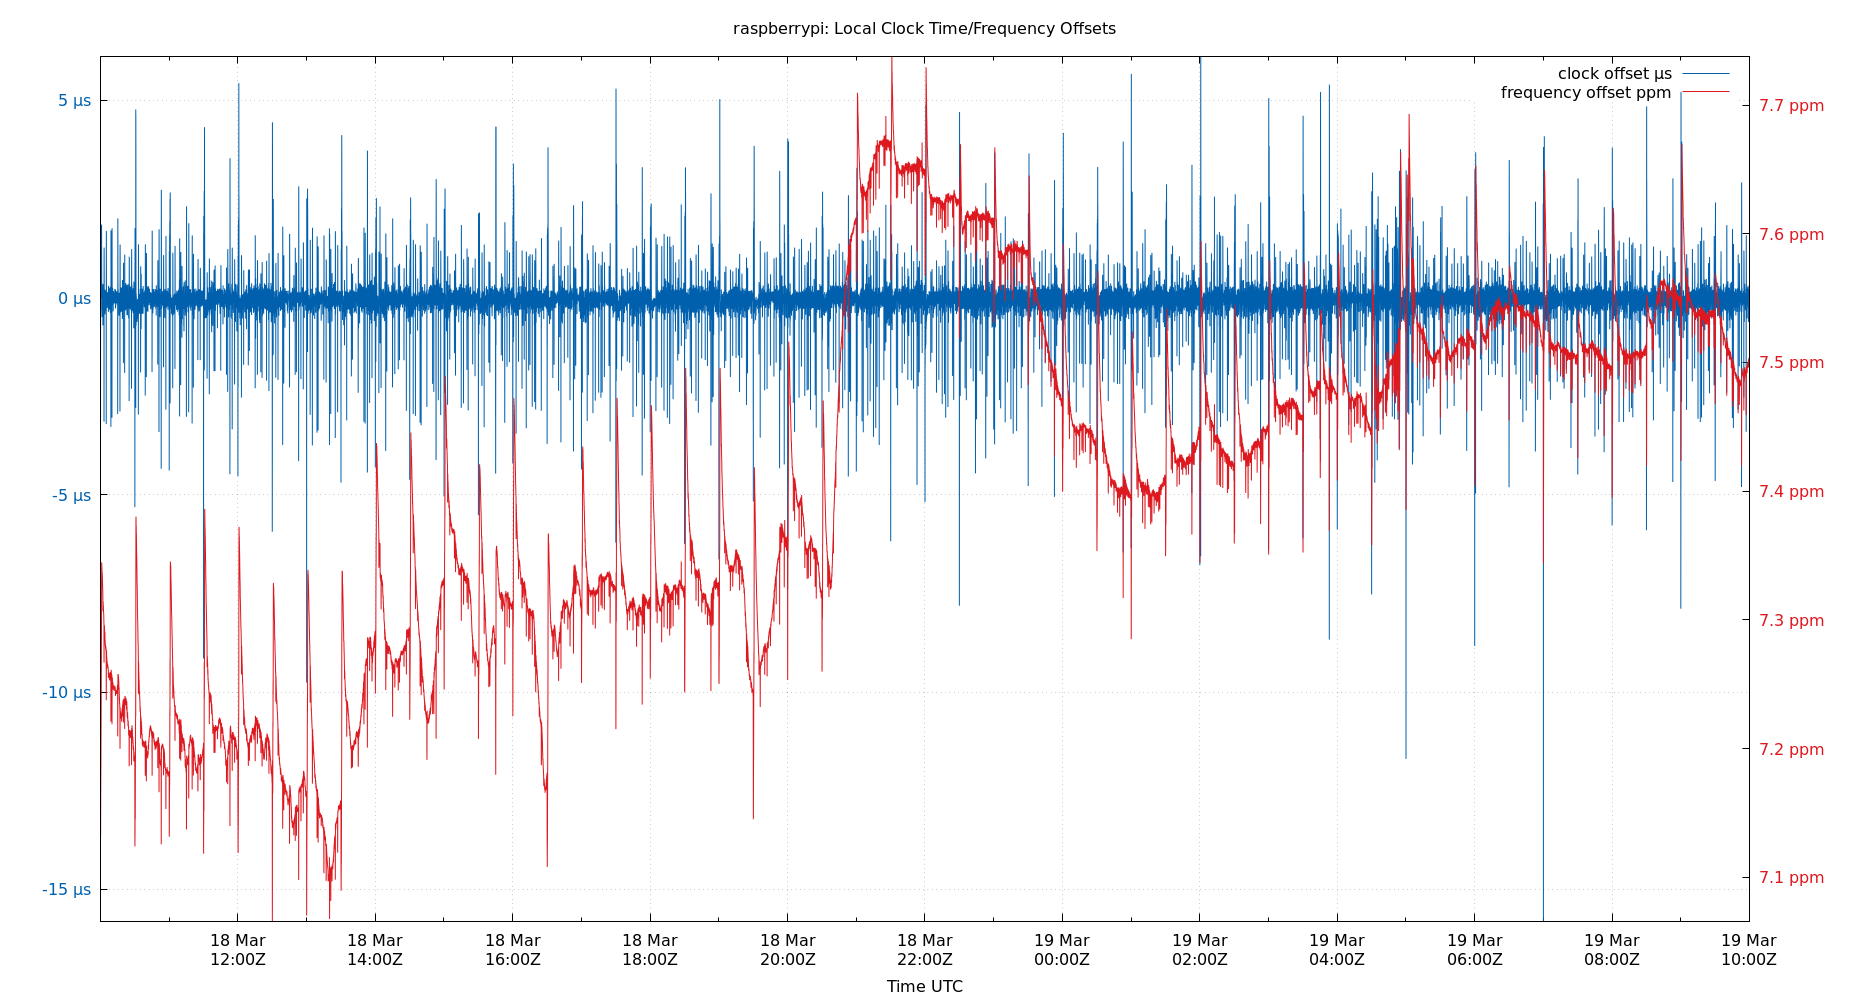 raspberrypi: Local Clock Time/Frequency Offsets
clock offset µs
frequency offset ppm
5 µs
0 µs
-5 µs
-10 µs
-15 µs
7.7 ppm
7.6 ppm
7.5 ppm
7.4 ppm
7.3 ppm
7.2 ppm
7.1 ppm
18 Mar
12:00Z
18 Mar
14:00Z
18 Mar
16:00Z
18 Mar
18:00Z
18 Mar
20:00Z
18 Mar
22:00Z
19 Mar
00:00Z
19 Mar
02:00Z
19 Mar
04:00Z
19 Mar
06:00Z
19 Mar
08:00Z
19 Mar
10:00Z
Time UTC